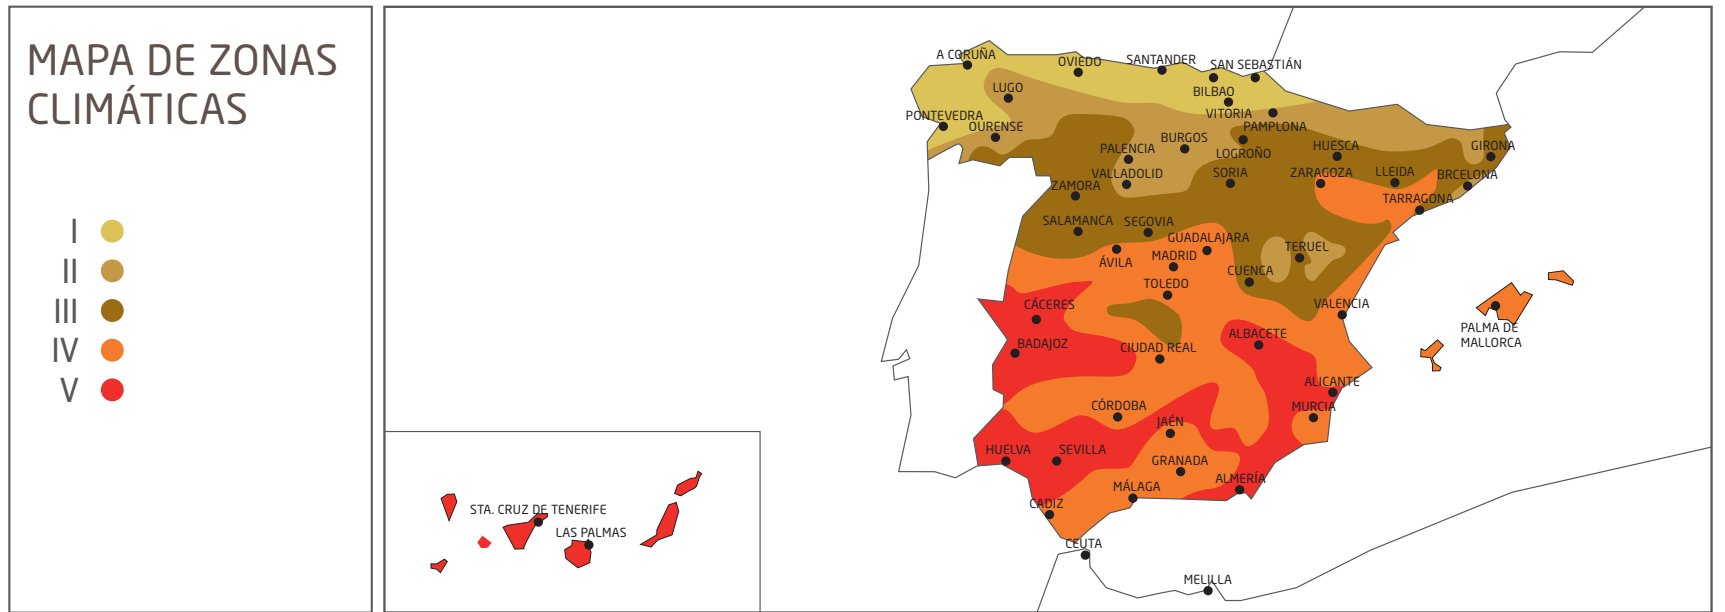 MAPA DE ZONAS
CLIMÁTICAS
I
II
III
IV
V
A CORUÑA
OVIEDO
SANTANDER
SAN SEBASTIÁN
LUGO
BILBAO
VITORIA
PONTEVEDRA
OURENSE
PAMPLONA
BURGOS
PALENCIA
LOGROÑO
HUESCA
GIRONA
VALLADOLID
SORIA
ZARAGOZA
LLEIDA
BRCELONA
ZAMORA
TARRAGONA
SALAMANCA
SEGOVIA
GUADALAJARA
TERUEL
ÁVILA
MADRID
CUENCA
TOLEDO
CÁCERES
VALENCIA
PALMA DE
MALLORCA
BADAJOZ
CIUDAD REAL
ALBACETE
ALICANTE
CÓRDOBA
MURCIA
JAÉN
HUELVA
SEVILLA
GRANADA
ALMERÍA
MÁLAGA
CADIZ
STA. CRUZ DE TENERIFE
LAS PALMAS
CEUTA
MELILLA